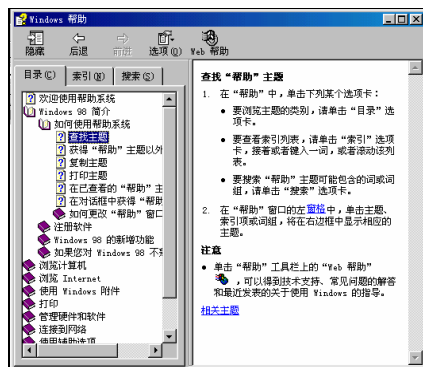 Windows 帮助
隐藏 后退 前进 选项(O) Web 帮助
目录(C) 索引(N) 搜索(S)
欢迎使用帮助系统
Windows 98 简介
如何使用帮助系统
查找主题
获得“帮助”主题以外
复制主题
打印主题
在已查看的“帮助”主
在对话框中获得“帮助
如何更改“帮助”窗口
注册软件
Windows 98 的新增功能
如果您对 Windows 98 不
浏览计算机
浏览 Internet
使用 Windows 附件
打印
管理硬件和软件
连接到网络
使用辅助选项
查找“帮助”主题
1. 在“帮助”中，单击下列某个选项卡：
• 要浏览主题的类别，请单击“目录”选
项卡。
• 要查看索引列表，请单击“索引”选项
卡，接着或者键入一词，或者滚动该列
表。
• 要搜索“帮助”主题可能包含的词或词
组，请单击“搜索”选项卡。
2. 在“帮助”窗口的左窗格中，单击主题、
索引项或词组，将在右边框中显示相应的
主题。
注意
• 单击“帮助”工具栏上的“Web 帮助”
，可以得到技术支持、常见问题的解答
和最近发表的关于使用 Windows 的指导。
相关主题